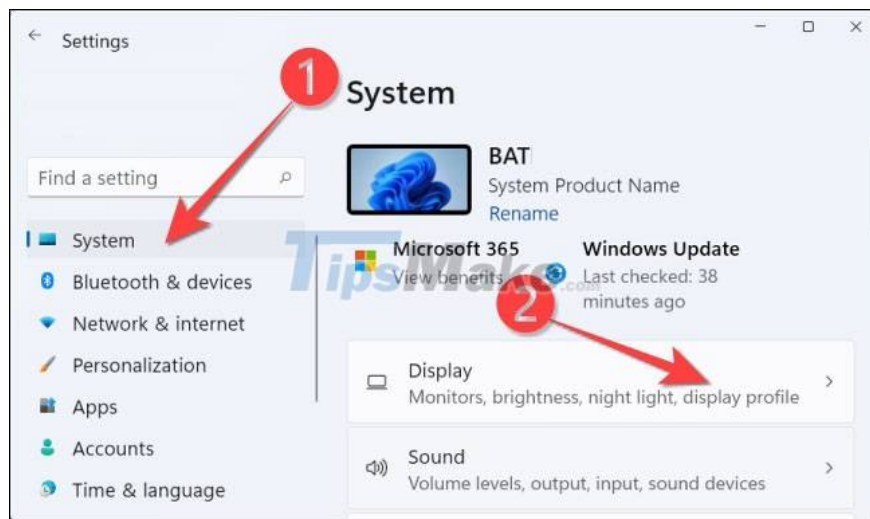 Settings
System
Find a setting
System
Bluetooth & devices
Network & internet
Personalization
Apps
Accounts
Time & language
BAT
System Product Name
Rename
Microsoft 365
View benefits
Windows Update
Last checked: 38
minutes ago
Display
Monitors, brightness, night light, display profile
Sound
Volume levels, output, input, sound devices
1
2
TipsMake.com